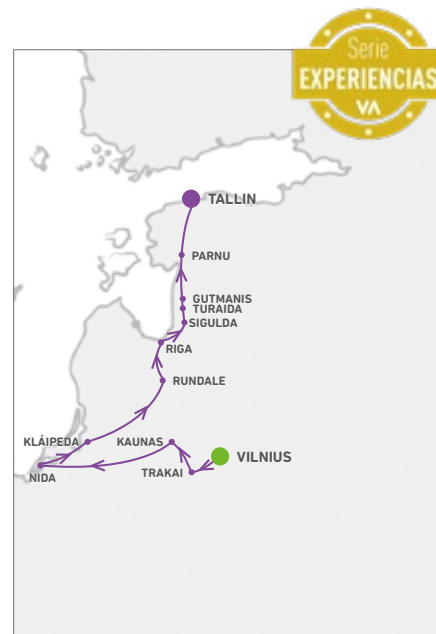 Serie
EXPERIENCIAS
VA
TALLIN
PARNU
GUTMANIS
TURAIDA
SIGULDA
RIGA
RUNDALE
KLÁIPEDA
KAUNAS
VILNIUS
TRAKAI
NIDA